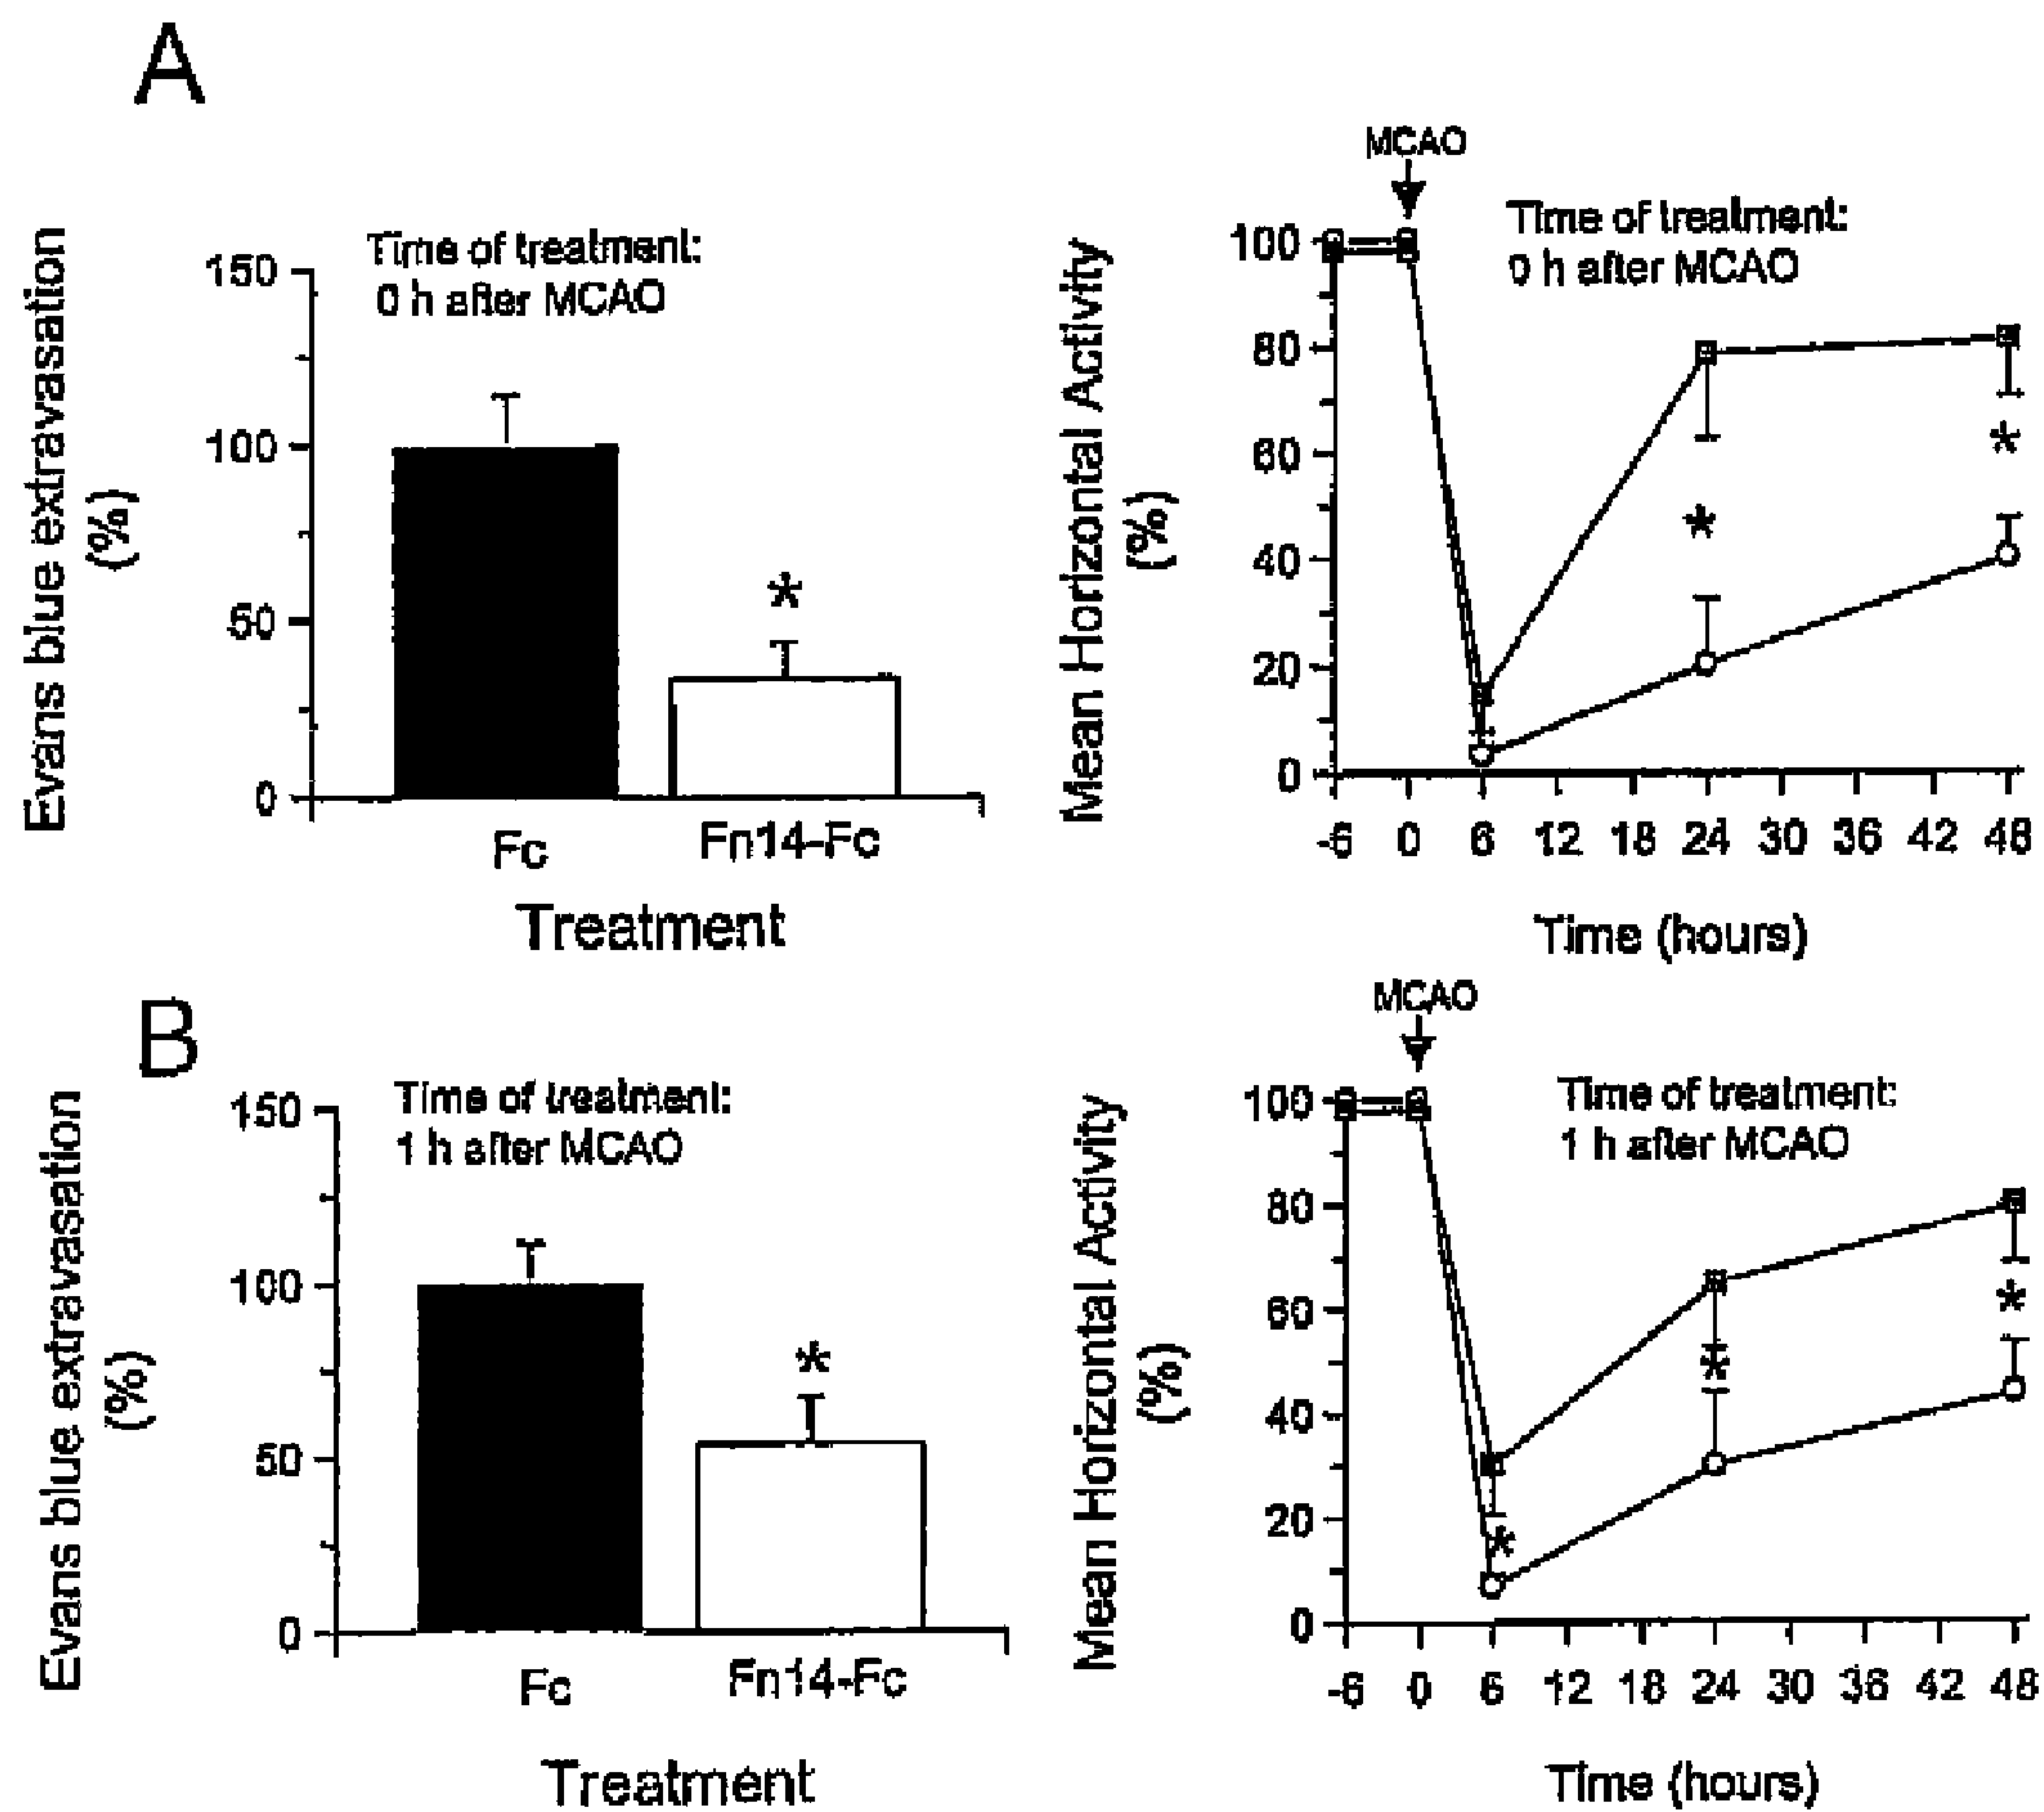 A
Evans blue extravasation
(%)
Time of treatment:
0 h after MCAO
150
100
50
0
Fc
Fn14-Fc
Treatment
MCAO
Time of treatment:
0 h after MCAO
Mean Horizontal Activity
(%)
100
80
60
40
20
0
*
*
*
-6 0 6 12 18 24 30 36 42 48
Time (hours)
B
Evans blue extravasation
(%)
Time of treatment:
1 h after MCAO
150
100
50
0
*
Fc
Fn14-Fc
Treatment
MCAO
Time of treatment:
1 h after MCAO
Mean Horizontal Activity
(%)
100
80
60
40
20
0
*
*
*
-6 0 6 12 18 24 30 36 42 48
Time (hours)